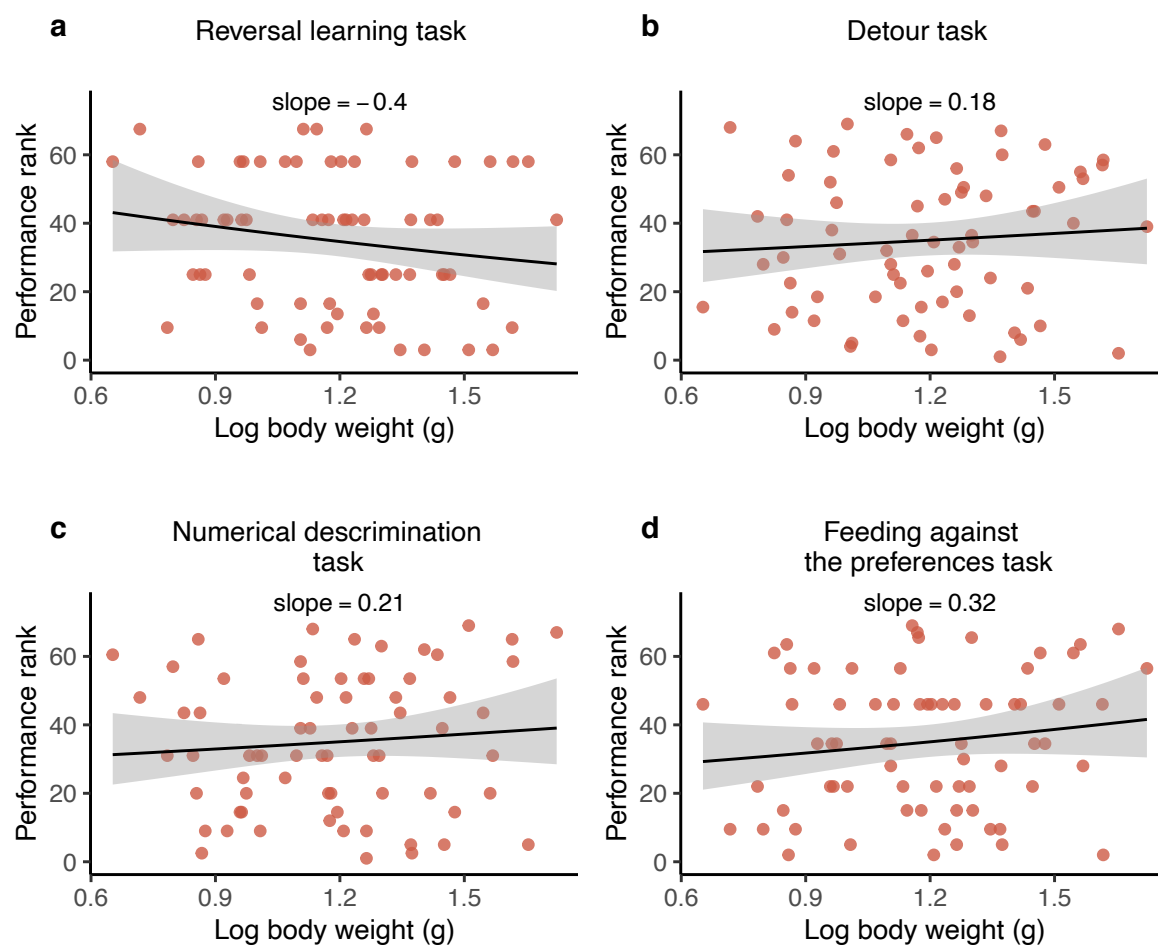 a
Reversal learning task
slope = −0.4
Performance rank
60
40
20
0
0.6 0.9 1.2 1.5
Log body weight (g)
b
Detour task
slope = 0.18
Performance rank
60
40
20
0
0.6 0.9 1.2 1.5
Log body weight (g)
c
Numerical descrimination
task
slope = 0.21
Performance rank
60
40
20
0
0.6 0.9 1.2 1.5
Log body weight (g)
d
Feeding against
the preferences task
slope = 0.32
Performance rank
60
40
20
0
0.6 0.9 1.2 1.5
Log body weight (g)